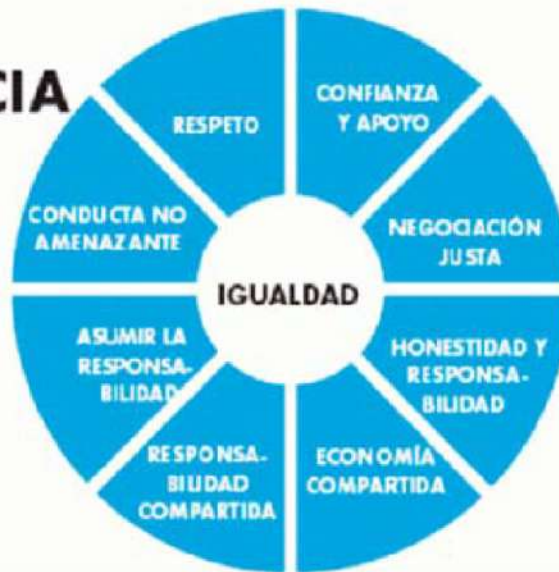 CIA
RESPETO
CONFIANZA
Y APOYO
CONDUCTA NO
AMENAZANTE
NEGOCIACIÓN
JUSTA
IGUALDAD
ASUMIR LA
RESPONSA-
BILIDAD
HONESTIDAD Y
RESPONSA-
BILIDAD
RESPONSA-
BILIDAD
COMPARTIDA
ECONOMÍA
COMPARTIDA